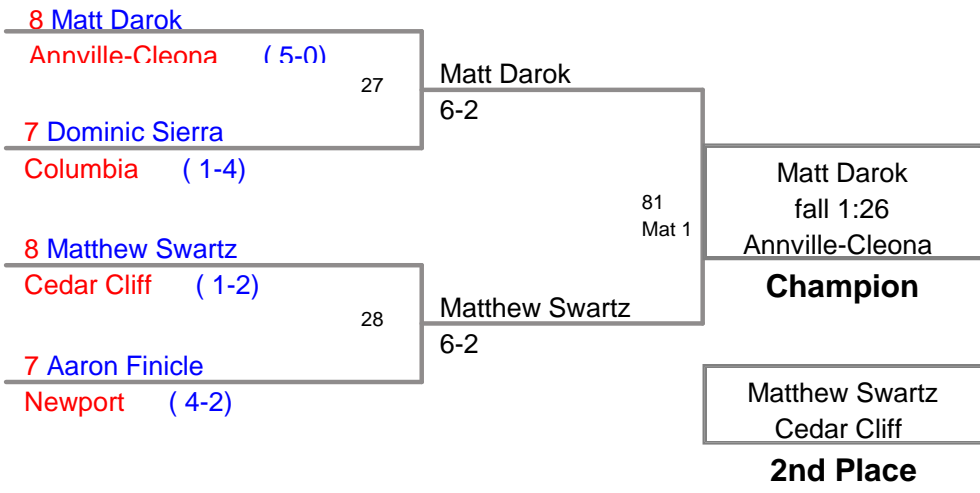 8 Matt Darok
Annville-Cleona ( 5-0)
27
Matt Darok
6-2
7 Dominic Sierra
Columbia ( 1-4)
81
Mat 1
Matt Darok
fall 1:26
Annville-Cleona
Champion
8 Matthew Swartz
Cedar Cliff ( 1-2)
28
Matthew Swartz
6-2
7 Aaron Finicle
Newport ( 4-2)
Matthew Swartz
Cedar Cliff
2nd Place